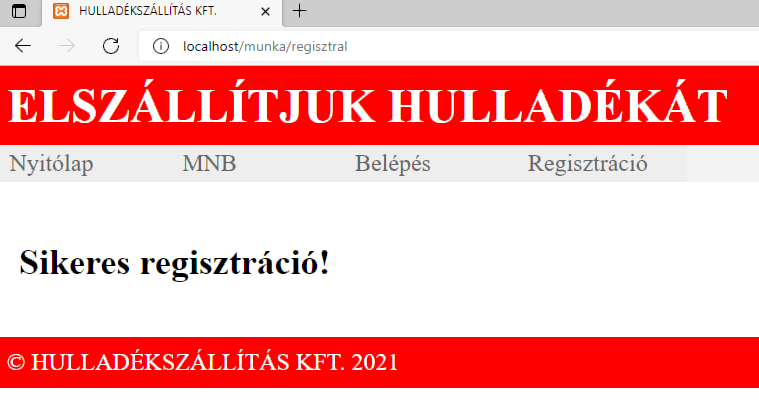 HULLADÉKSZÁLLÍTÁS KFT.
localhost/munka/regisztral
ELSZÁLLÍTJUK HULLADÉKÁT
Nyitólap MNB Belépés Regisztráció
Sikeres regisztráció!
© HULLADÉKSZÁLLÍTÁS KFT. 2021